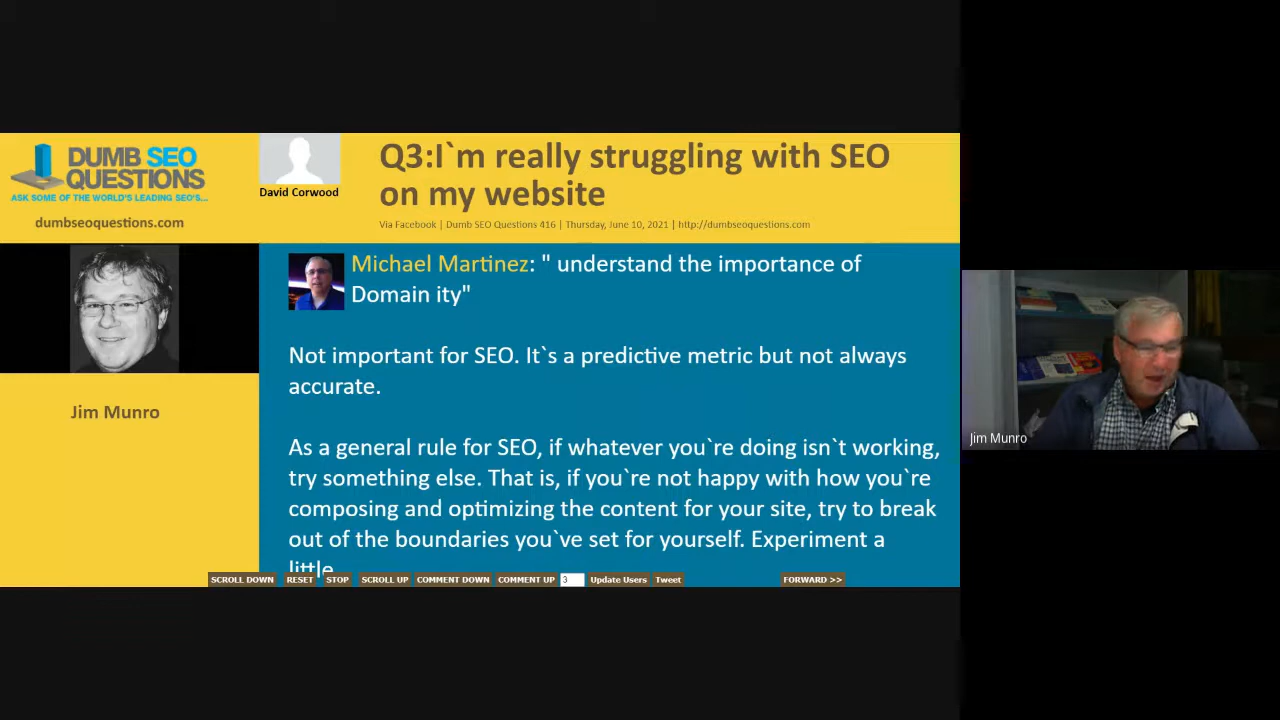 DUMB SEO
QUESTIONS
ASK SOME OF THE WORLD'S LEADING SEO'S...
dumbseoquestions.com
David Corwood
Q3:I`m really struggling with SEO
on my website
Via Facebook | Dumb SEO Questions 416 | Thursday, June 10, 2021 | http://dumbseoquestions.com
Jim Munro
Michael Martinez: " understand the importance of
Domain ity"
Not important for SEO. It`s a predictive metric but not always
accurate.
As a general rule for SEO, if whatever you`re doing isn`t working,
try something else. That is, if you`re not happy with how you`re
composing and optimizing the content for your site, try to break
out of the boundaries you`ve set for yourself. Experiment a
little
SCROLL DOWN RESET STOP SCROLL UP COMMENT DOWN COMMENT UP 3 Update Users Tweet FORWARD >>
Jim Munro